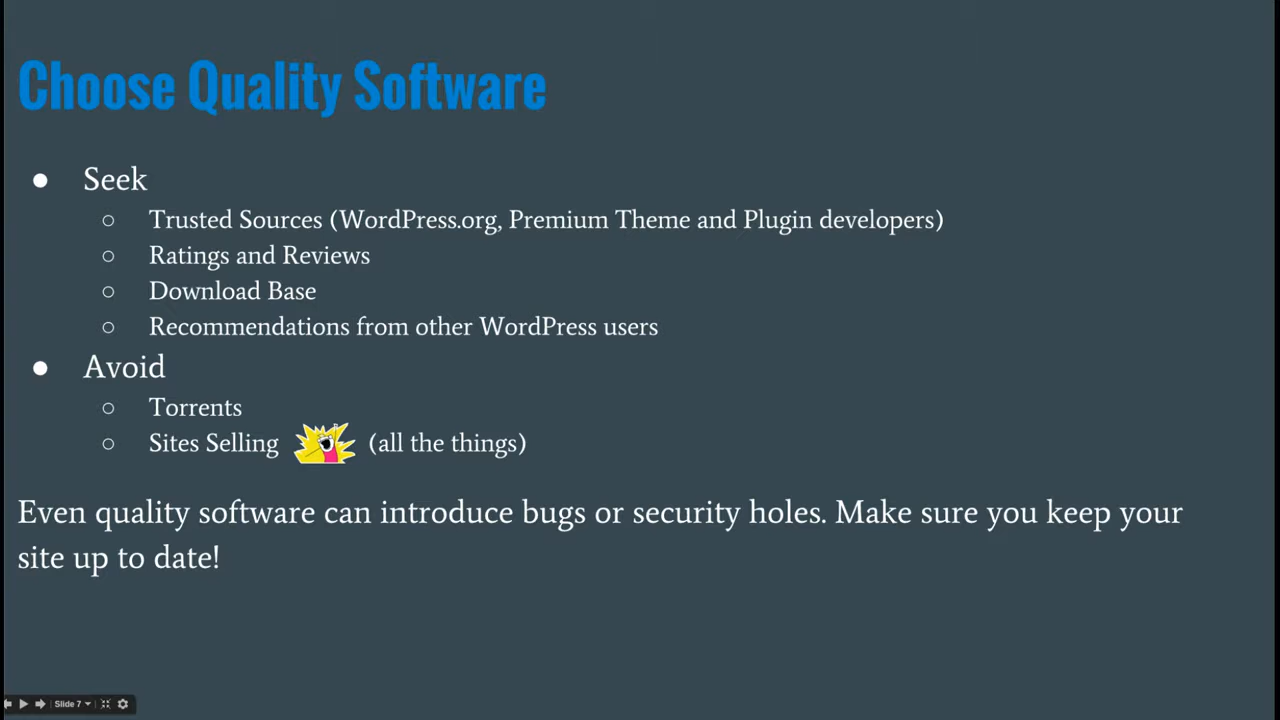 Choose Quality Software
● Seek
○ Trusted Sources (WordPress.org, Premium Theme and Plugin developers)
○ Ratings and Reviews
○ Download Base
○ Recommendations from other WordPress users
● Avoid
○ Torrents
○ Sites Selling (all the things)
Even quality software can introduce bugs or security holes. Make sure you keep your
site up to date!
Slide 7